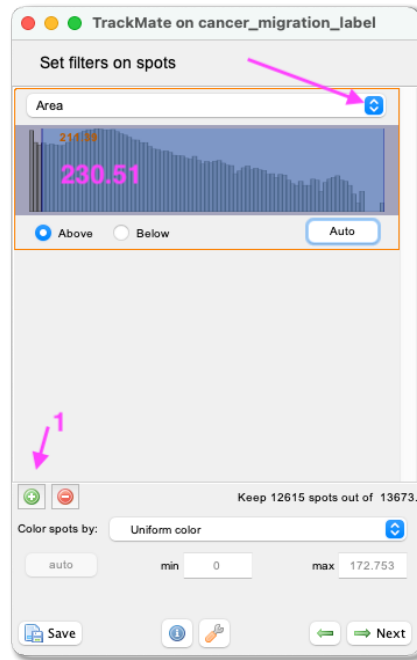 TrackMate on cancer_migration_label
Set filters on spots
Area
230.51
Above
Below
Auto
1
Keep 12615 spots out of 13673.
Color spots by:
Uniform color
auto
min
0
max
172.753
Save
Next